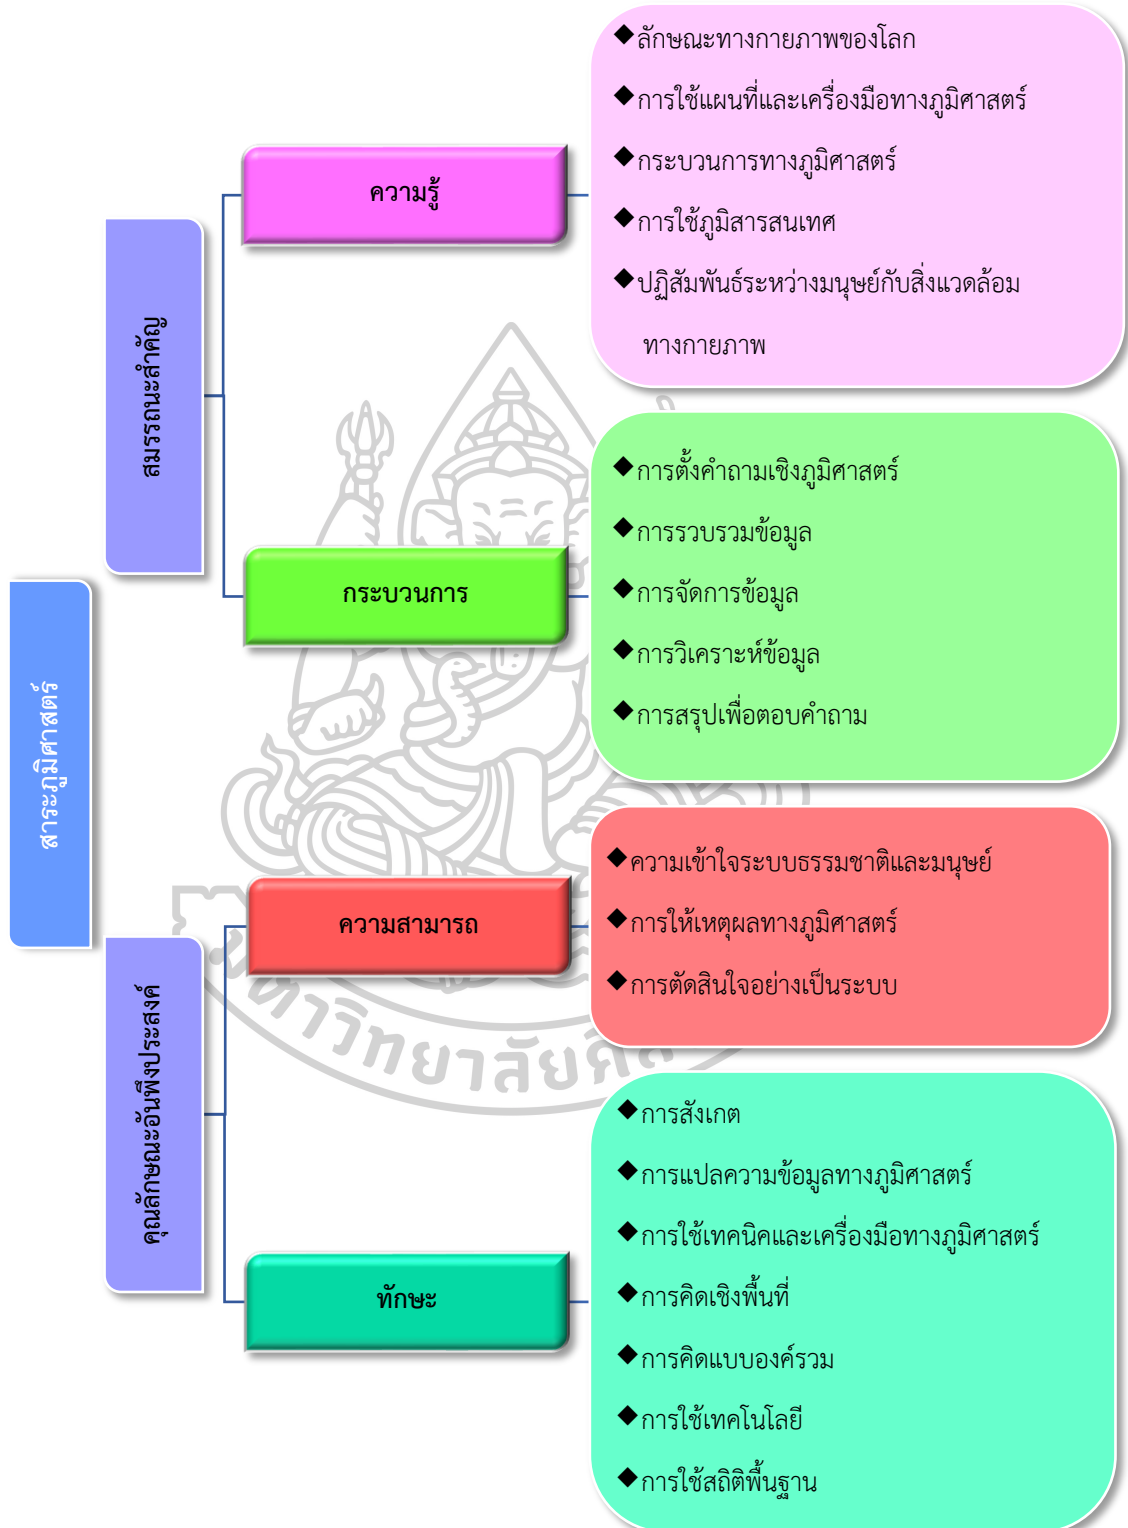 สาระภูมิศาสตร์
สมรรถนะสำคัญ
ความรู้
◆ลักษณะทางกายภาพของโลก
◆การใช้แผนที่และเครื่องมือทางภูมิศาสตร์
◆กระบวนการทางภูมิศาสตร์
◆การใช้ภูมิสารสนเทศ
◆ปฏิสัมพันธ์ระหว่างมนุษย์กับสิ่งแวดล้อม
ทางกายภาพ
กระบวนการ
◆การตั้งคำถามเชิงภูมิศาสตร์
◆การรวบรวมข้อมูล
◆การจัดการข้อมูล
◆การวิเคราะห์ข้อมูล
◆การสรุปเพื่อตอบคำถาม
คุณลักษณะอันพึงประสงค์
ความสามารถ
◆ความเข้าใจระบบธรรมชาติและมนุษย์
◆การให้เหตุผลทางภูมิศาสตร์
◆การตัดสินใจอย่างเป็นระบบ
ทักษะ
◆การสังเกต
◆การแปลความข้อมูลทางภูมิศาสตร์
◆การใช้เทคนิคและเครื่องมือทางภูมิศาสตร์
◆การคิดเชิงพื้นที่
◆การคิดแบบองค์รวม
◆การใช้เทคโนโลยี
◆การใช้สถิติพื้นฐาน